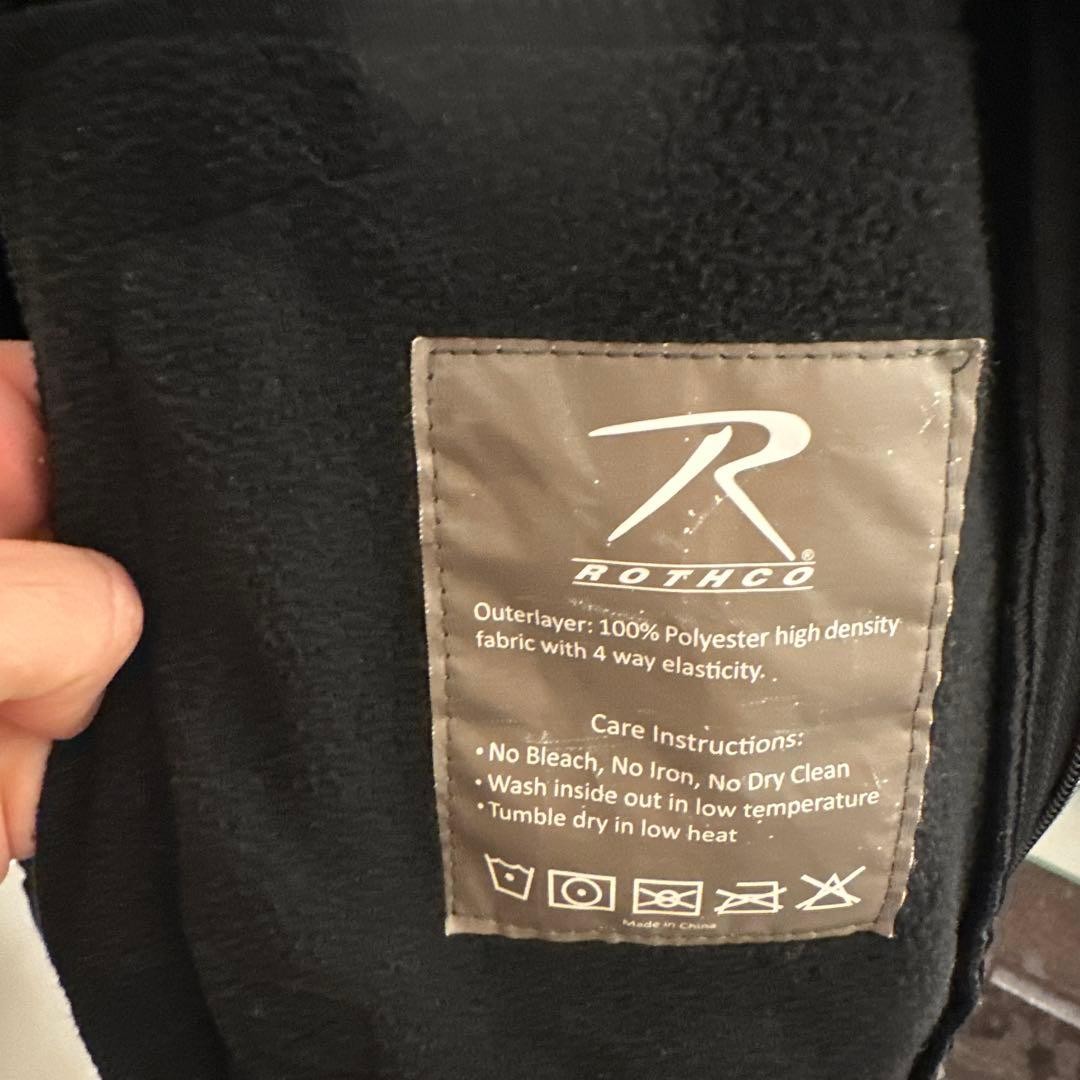 R®
ROTHCO
Outerlayer: 100% Polyester high density
fabric with 4 way elasticity. .
Care Instructions:
• No Bleach, No Iron, No Dry Clean
• Wash inside out in low temperature
• Tumble dry in low heat
Made in China